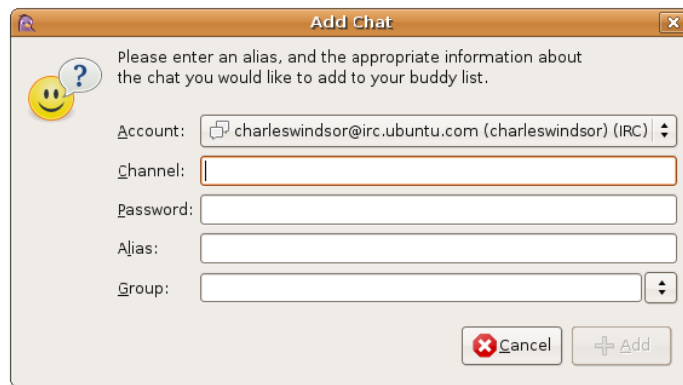 Add Chat
Please enter an alias, and the appropriate information about
the chat you would like to add to your buddy list.
Account: charleswindsor@irc.ubuntu.com (charleswindsor) (IRC)
Channel:
Password:
Alias:
Group:
Cancel Add